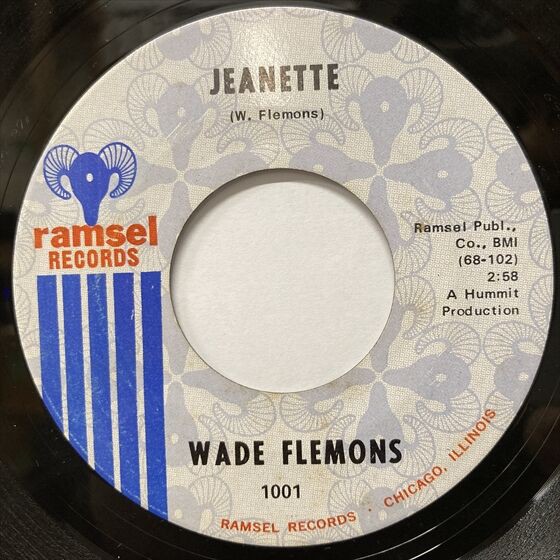 JEANETTE
(W. Flemons)
ramsel
RECORDS
Ramsel Publ.,
Co., BMI
(68-102)
2:58
A Hummit
Production
WADE FLEMONS
1001
RAMSEL RECORDS · CHICAGO, ILLINOIS